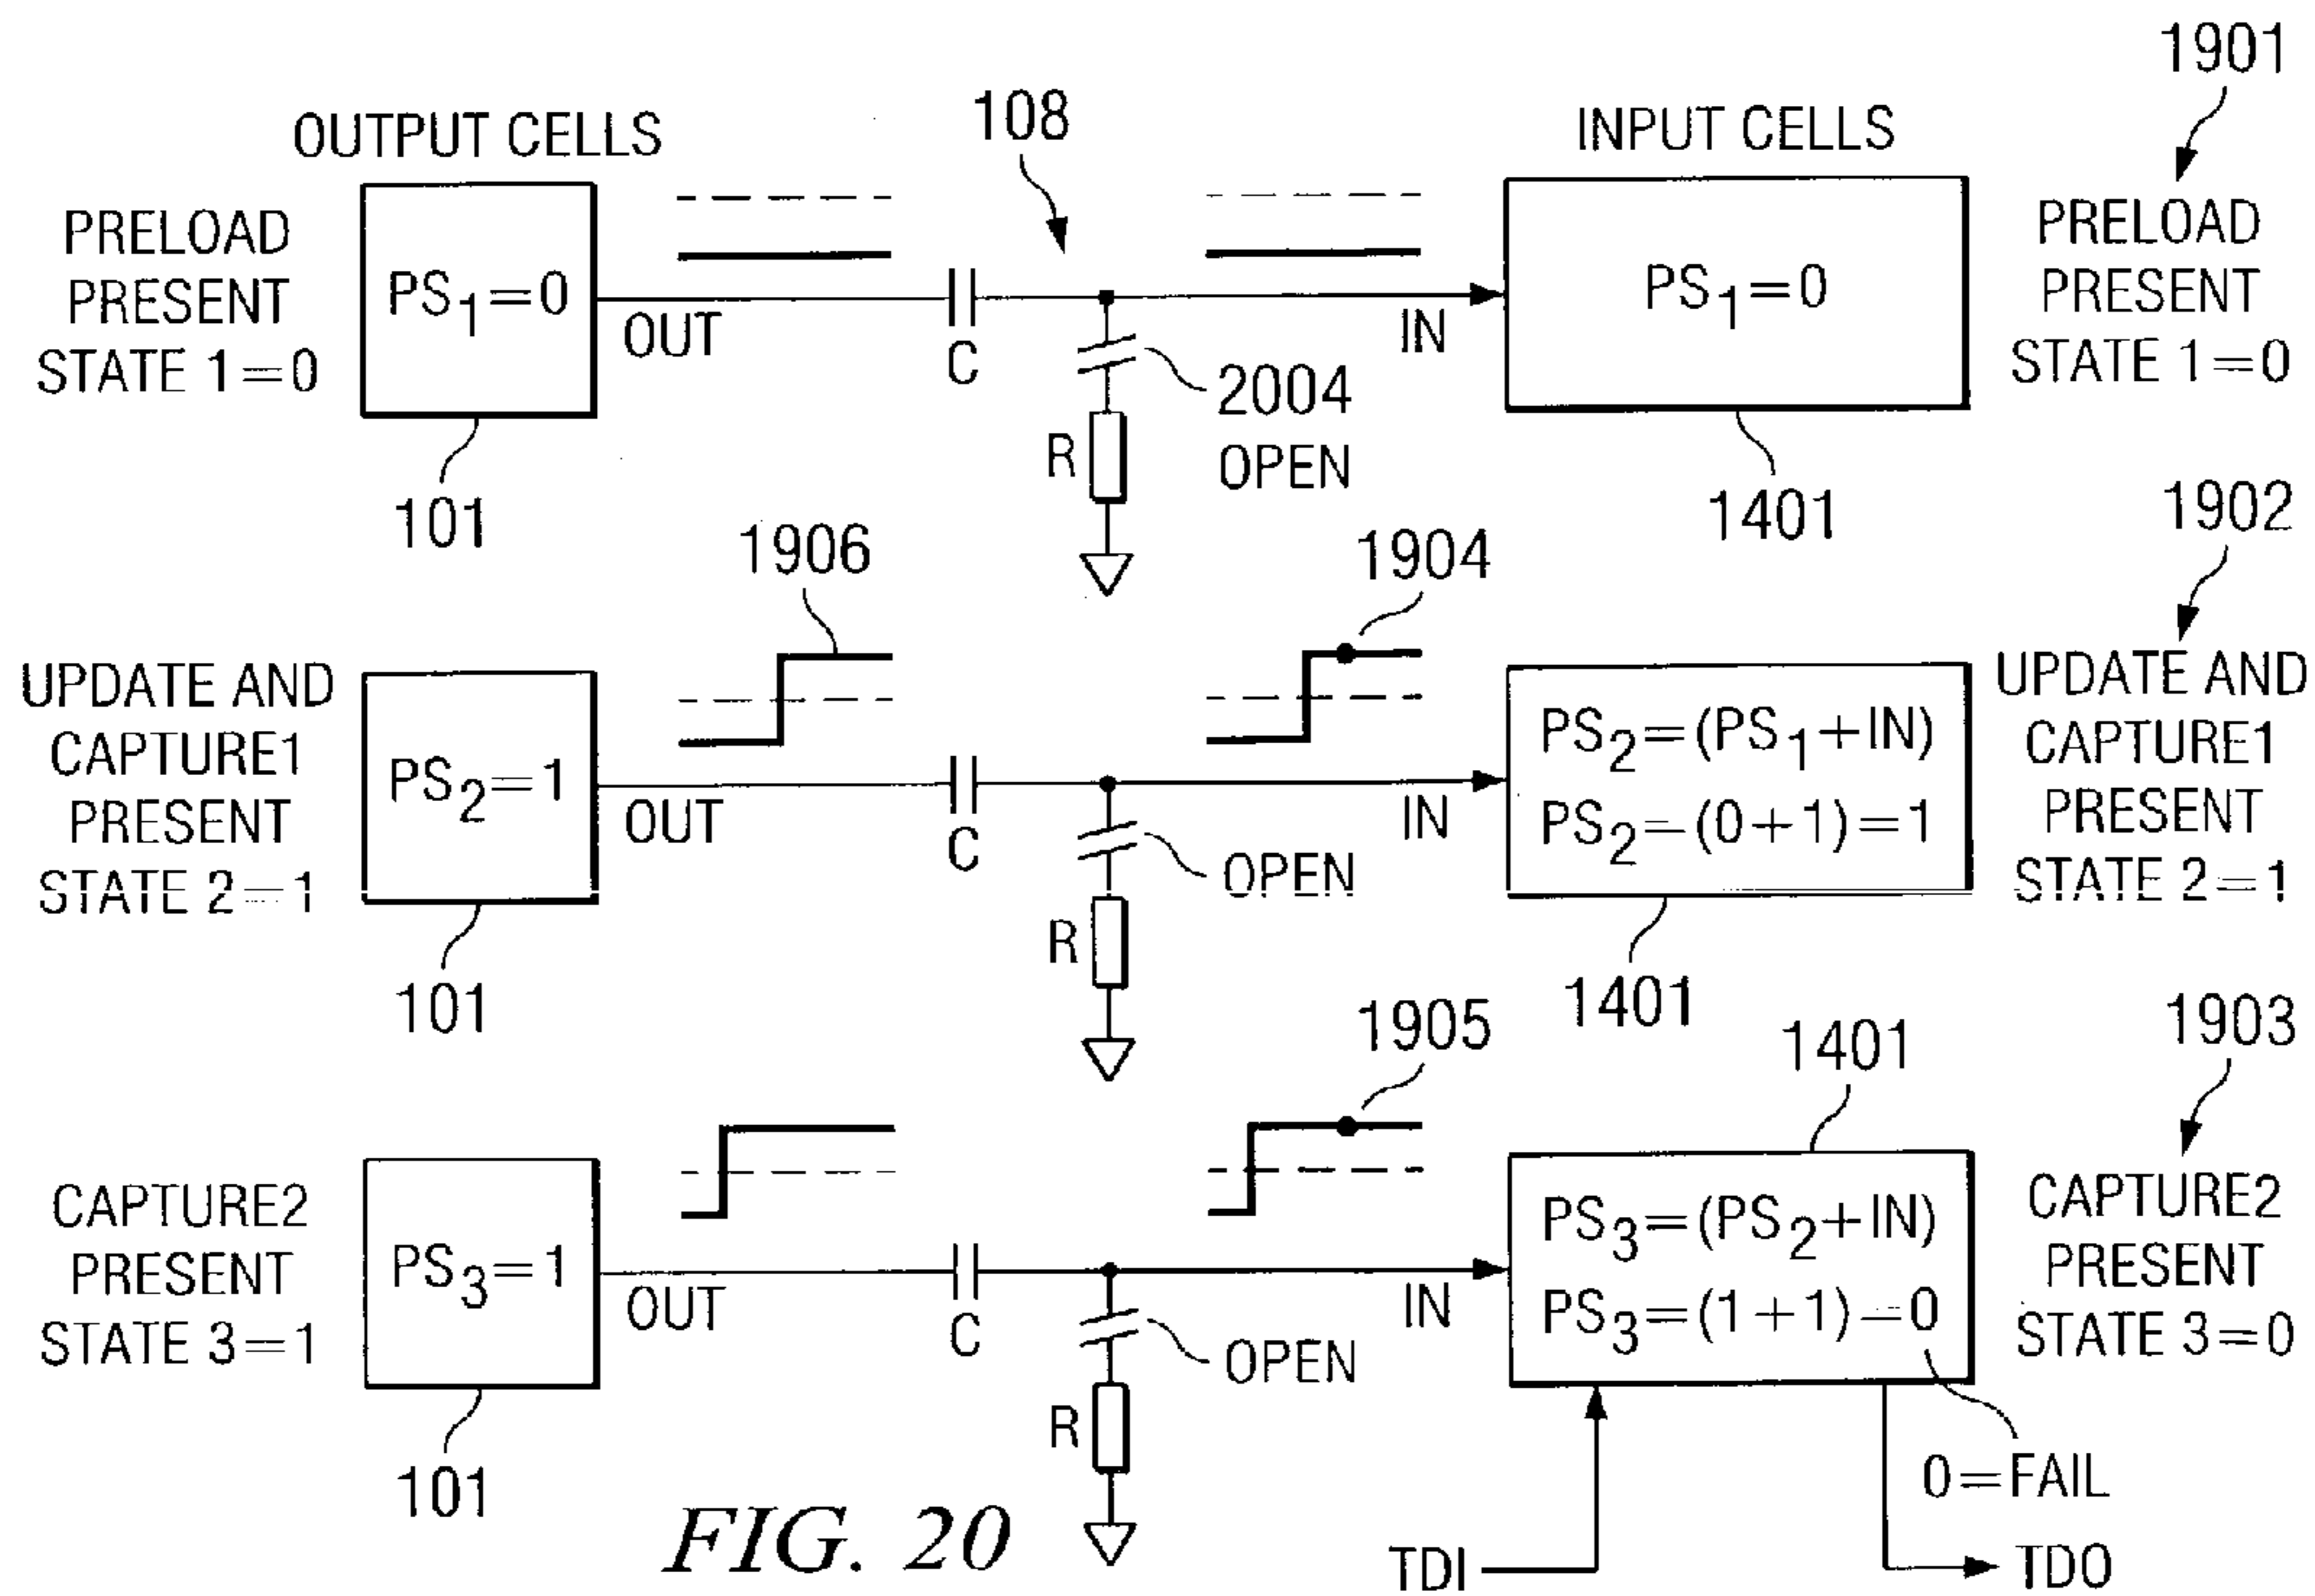 1901
108
OUTPUT CELLS
INPUT CELLS
PRELOAD
PRESENT
STATE 1=0
PS1=0
OUT
C
2004
OPEN
R
IN
PS1=0
PRELOAD
PRESENT
STATE 1=0
101
1401
1902
1906
1904
UPDATE AND
CAPTURE1
PRESENT
STATE 2=1
PS2=1
OUT
C
OPEN
R
IN
PS2=(PS1+IN)
PS2=(0+1)=1
UPDATE AND
CAPTURE1
PRESENT
STATE 2=1
101
1401
1903
1905
1401
CAPTURE2
PRESENT
STATE 3=1
PS3=1
OUT
C
OPEN
R
IN
PS3=(PS2+IN)
PS3=(1+1)=0
CAPTURE2
PRESENT
STATE 3=0
101
0=FAIL
FIG. 20
TDI
TDO